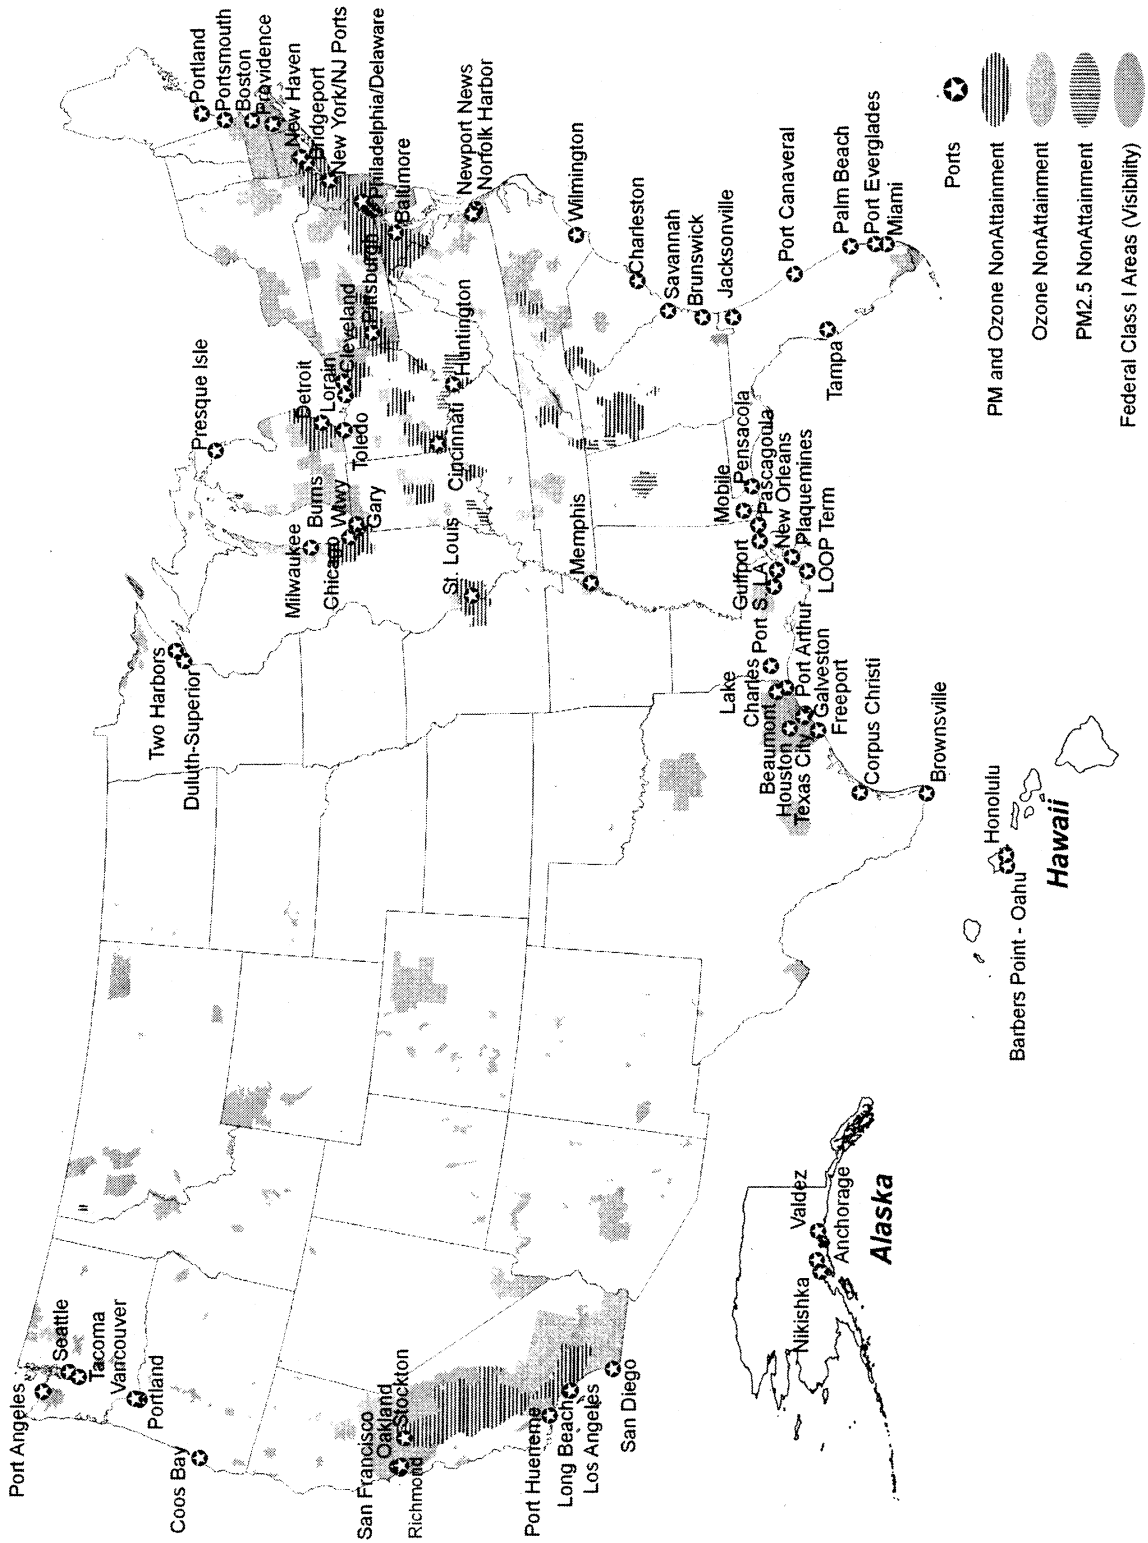 Port Angeles
Seattle
Tacoma
Vancouver
Portland
Coos Bay
San Francisco
Oakland
Stockton
Richmond
Port Hueneme
Long Beach
Los Angeles
San Diego
Two Harbors
Duluth-Superior
Presque Isle
Milwaukee
Chicago
Burns
Wtwy
Gary
Detroit
Lorain
Toledo
Cleveland
Pittsburgh
Cincinnati
Huntington
St. Louis
Memphis
Portland
Portsmouth
Boston
Providence
New Haven
Bridgeport
New York/NJ Ports
Philadelphia/Delaware
Baltimore
Newport News
Norfolk Harbor
Wilmington
Charleston
Savannah
Brunswick
Jacksonville
Port Canaveral
Palm Beach
Port Everglades
Miami
Tampa
Pensacola
Mobile
Pascagoula
Gulfport
New Orleans
Plaquemines
LOOP Term
Port S. LA
Lake
Charles
Port Arthur
Beaumont
Houston
Texas City
Galveston
Freeport
Corpus Christi
Brownsville
Valdez
Anchorage
Nikishka
Alaska
Honolulu
Barbers Point - Oahu
Hawaii
Ports
PM and Ozone NonAttainment
Ozone NonAttainment
PM2.5 NonAttainment
Federal Class I Areas (Visibility)